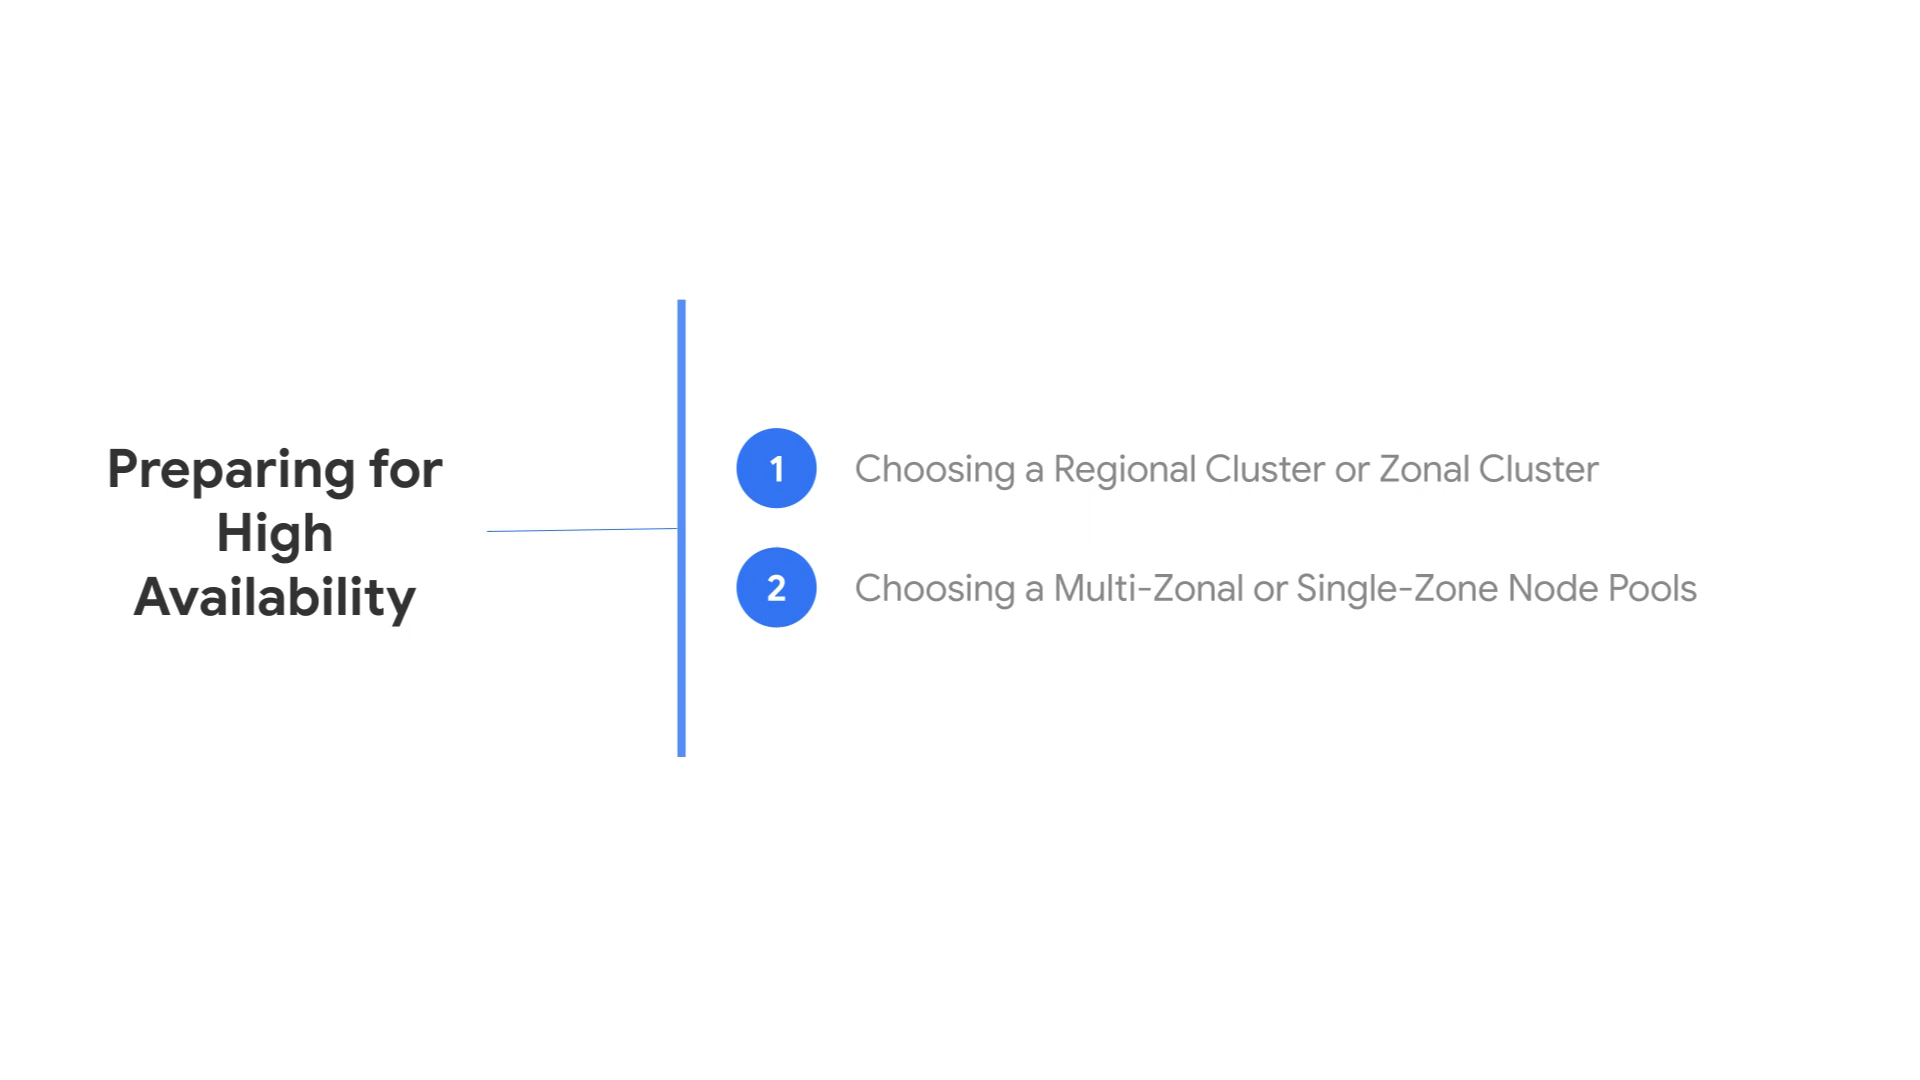 Preparing for
High
Availability
1 Choosing a Regional Cluster or Zonal Cluster
2 Choosing a Multi-Zonal or Single-Zone Node Pools